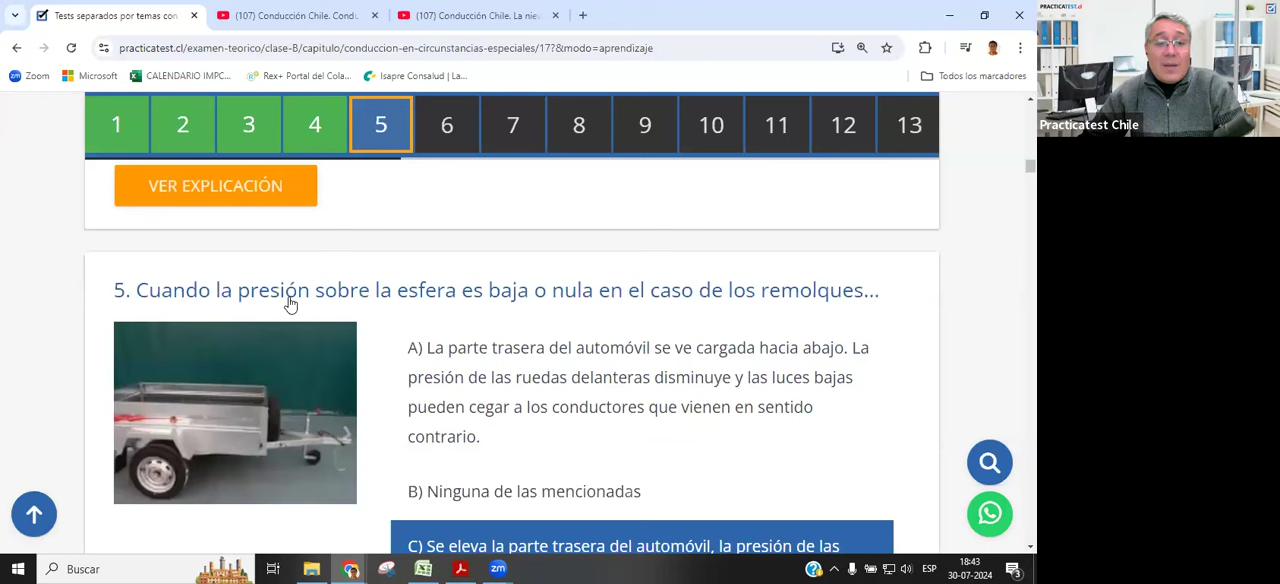 Tests separados por temas con
(107) Conducción Chile. C
(107) Conducción Chile niv
practicatest.cl/examen-teorico/clase-B/capitulo/conduccion-en-circunstancias-especiales/17?&modo=aprendizaje
Zoom
Microsoft
CALENDARIO IMPC...
Rex+ Portal del Cola
Isapre Consalud | Lau...
Todos los marcadores
PRACTICATEST.cl
Practicatest Chile
1 2 3 4 5 7 8 9 10 11 12 13
VER EXPLICACIÓN
5. Cuando la presión sobre la esfera es baja o nula en el caso de los remolques...
A) La parte trasera del automóvil se ve cargada hacia abajo. La
presión de las ruedas delanteras disminuye y las luces bajas
pueden cegar a los conductores que vienen en sentido
contrario.
B) Ninguna de las mencionadas
C) Se eleva la parte trasera del automóvil, la presión de las
Buscar
ESP
18:43
30-07-2024
3